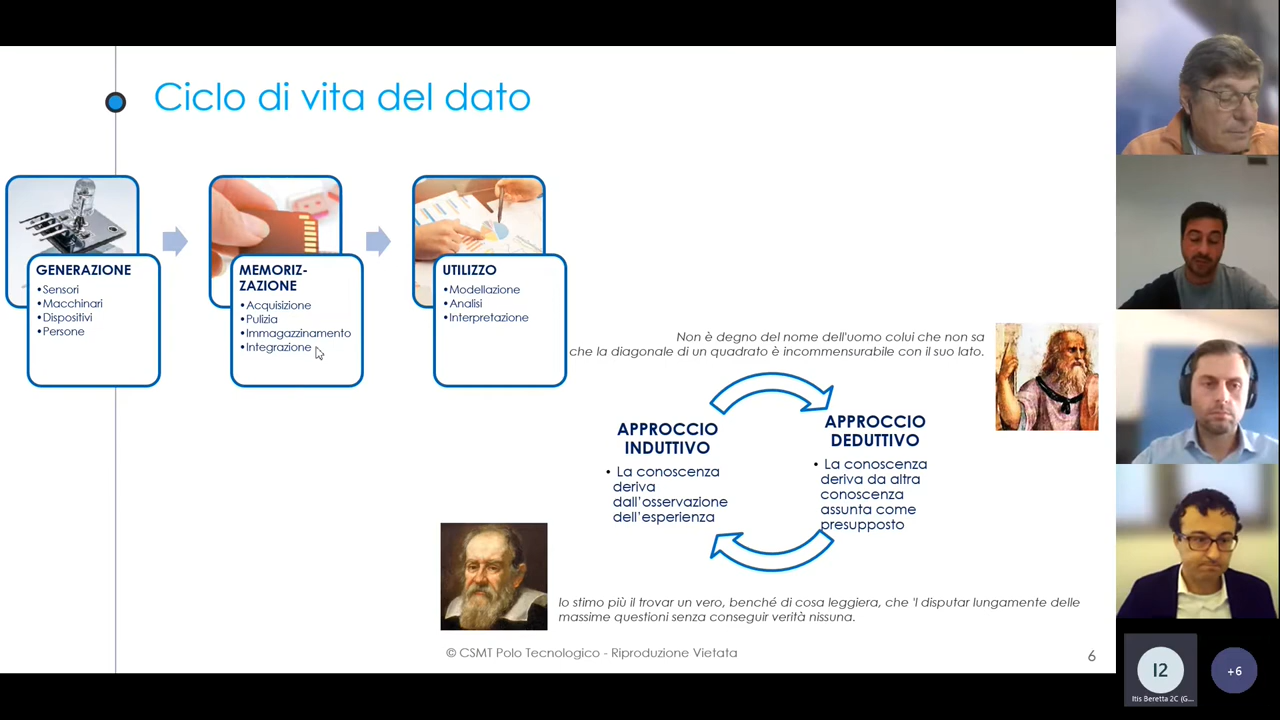 Ciclo di vita del dato
GENERAZIONE
•Sensori
•Macchinari
•Dispositivi
•Persone
MEMORIZ-
ZAZIONE
•Acquisizione
•Pulizia
•Immagazzinamento
•Integrazione
UTILIZZO
•Modellazione
•Analisi
•Interpretazione
Non è degno del nome dell'uomo colui che non sa
che la diagonale di un quadrato è incommensurabile con il suo lato.
APPROCCIO
INDUTTIVO
• La conoscenza
deriva
dall'osservazione
dell'esperienza
APPROCCIO
DEDUTTIVO
• La conoscenza
deriva da altra
conoscenza
assunta come
presupposto
Io stimo più il trovar un vero, benché di cosa leggiera, che 'l disputar lungamente delle
massime questioni senza conseguir verità nissuna.
© CSMT Polo Tecnologico - Riproduzione Vietata
6
I2
Itis Beretta 2C (G...
+6